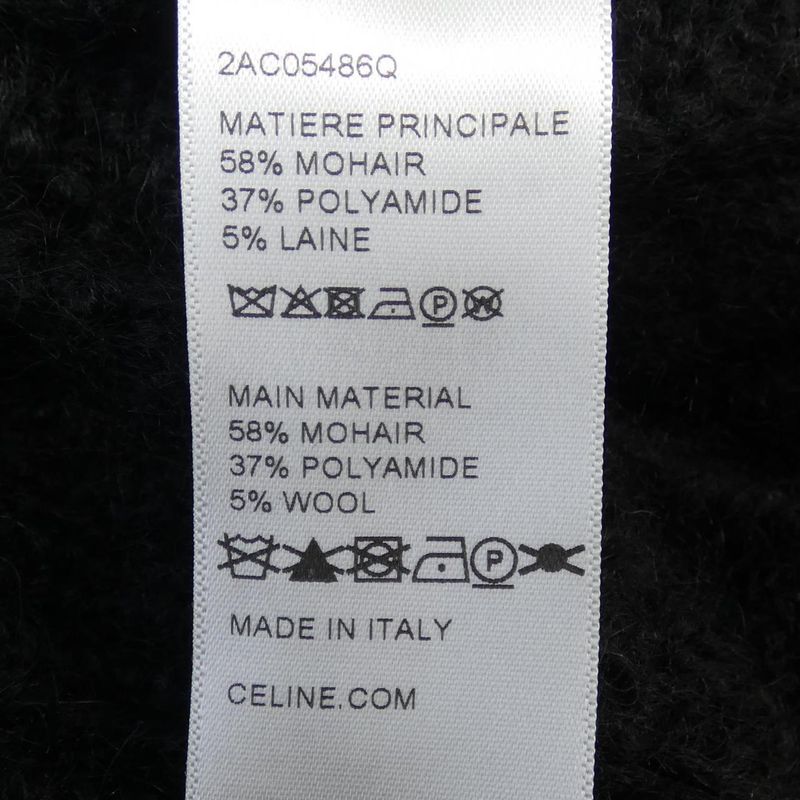 2AC05486Q
MATIERE PRINCIPALE
58% MOHAIR
37% POLYAMIDE
5% LAINE
P W
MAIN MATERIAL
58% MOHAIR
37% POLYAMIDE
5% WOOL
P
MADE IN ITALY
CELINE.COM